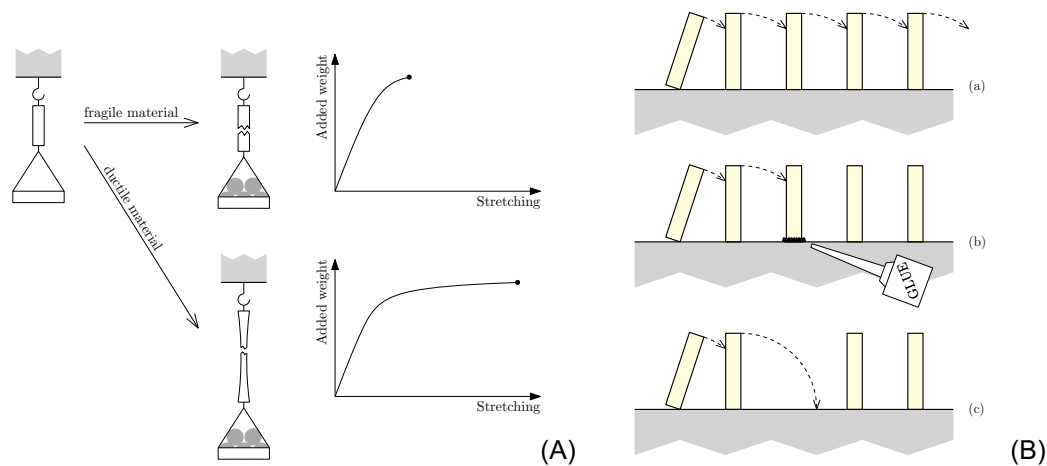 fragile material
ductile material
Added weight
Stretching
Added weight
Stretching
(A)
(a)
(b)
GLUE
(c)
(B)